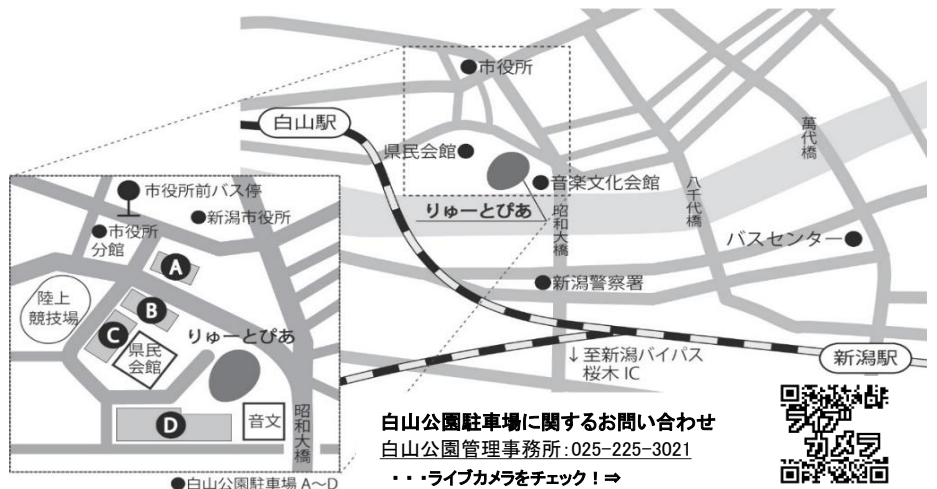 市役所
白山駅
県民会館
音楽文化会館
りゅーとぴあ
昭和大橋
八千代橋
萬代橋
バスセンター
新潟警察署
↓至新潟バイパス
桜木IC
新潟駅
市役所前バス停
新潟市役所
市役所
分館
A
B
C
D
陸上
競技場
県民
会館
りゅーとぴあ
音文
昭和大橋
●白山公園駐車場 A～D
白山公園駐車場に関するお問い合わせ
白山公園管理事務所：025-225-3021
・・・ライブカメラをチェック！⇒
ライブ
カメラ